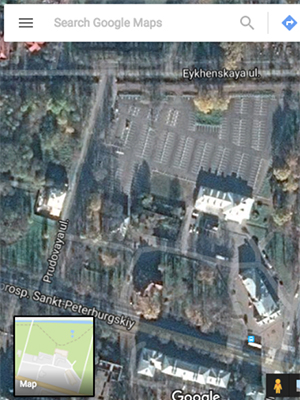 Search Google Maps
Eykhenskaya ul.
Prudovaya ul.
rosp. Sankt-Peterburgskiy
Map
Google